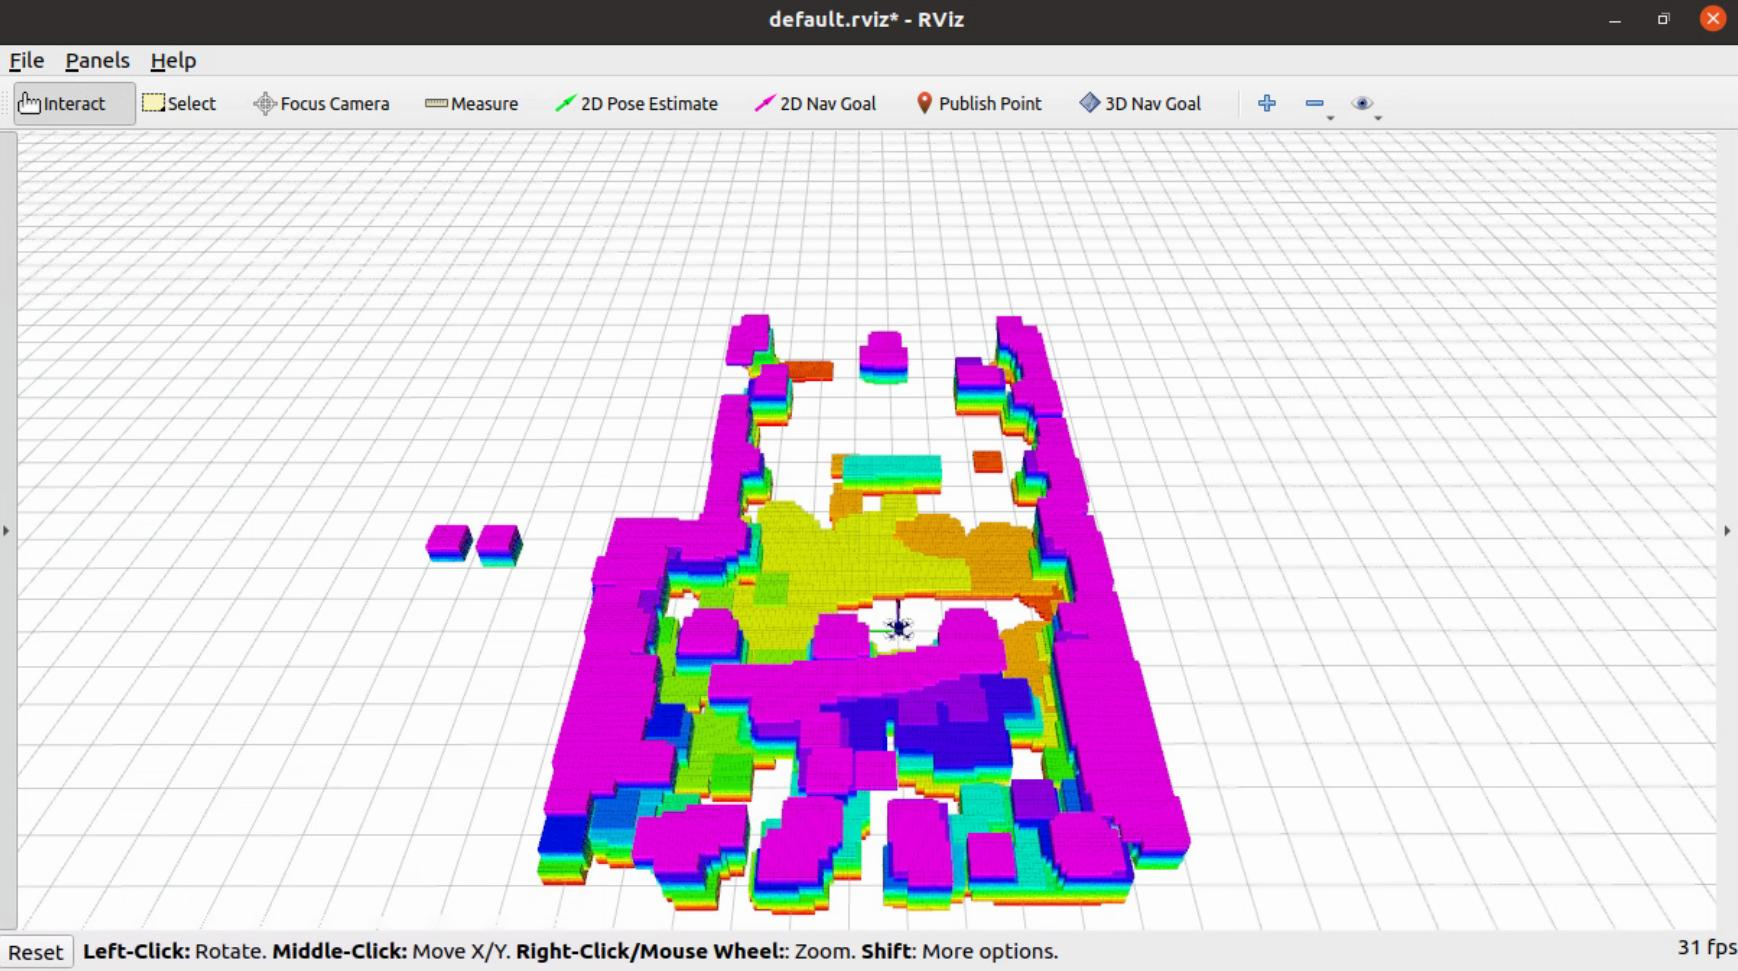 default.rviz* - RViz
File Panels Help
Interact Select Focus Camera Measure 2D Pose Estimate 2D Nav Goal Publish Point 3D Nav Goal
Reset Left-Click: Rotate. Middle-Click: Move X/Y. Right-Click/Mouse Wheel:: Zoom. Shift: More options. 31 fps